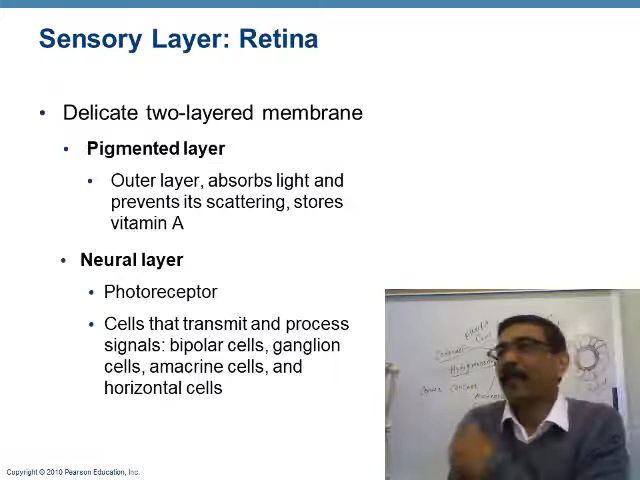 Sensory Layer: Retina
• Delicate two-layered membrane
• Pigmented layer
• Outer layer, absorbs light and
prevents its scattering, stores
vitamin A
• Neural layer
• Photoreceptor
• Cells that transmit and process
signals: bipolar cells, ganglion
cells, amacrine cells, and
horizontal cells
Copyright © 2010 Pearson Education, Inc.